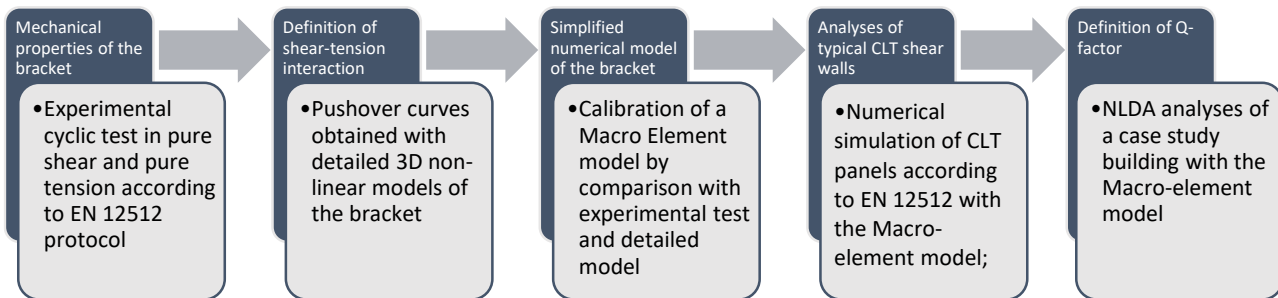 Mechanical
properties of the
bracket
•Experimental
cyclic test in pure
shear and pure
tension according
to EN 12512
protocol
Definition of
shear-tension
interaction
•Pushover curves
obtained with
detailed 3D non-
linear models of
the bracket
Simplified
numerical model
of the bracket
•Calibration of a
Macro Element
model by
comparison with
experimental test
and detailed
model
Analyses of
typical CLT shear
walls
•Numerical
simulation of CLT
panels according
to EN 12512 with
the Macro-
element model;
Definition of Q-
factor
•NLDA analyses of
a case study
building with the
Macro-element
model